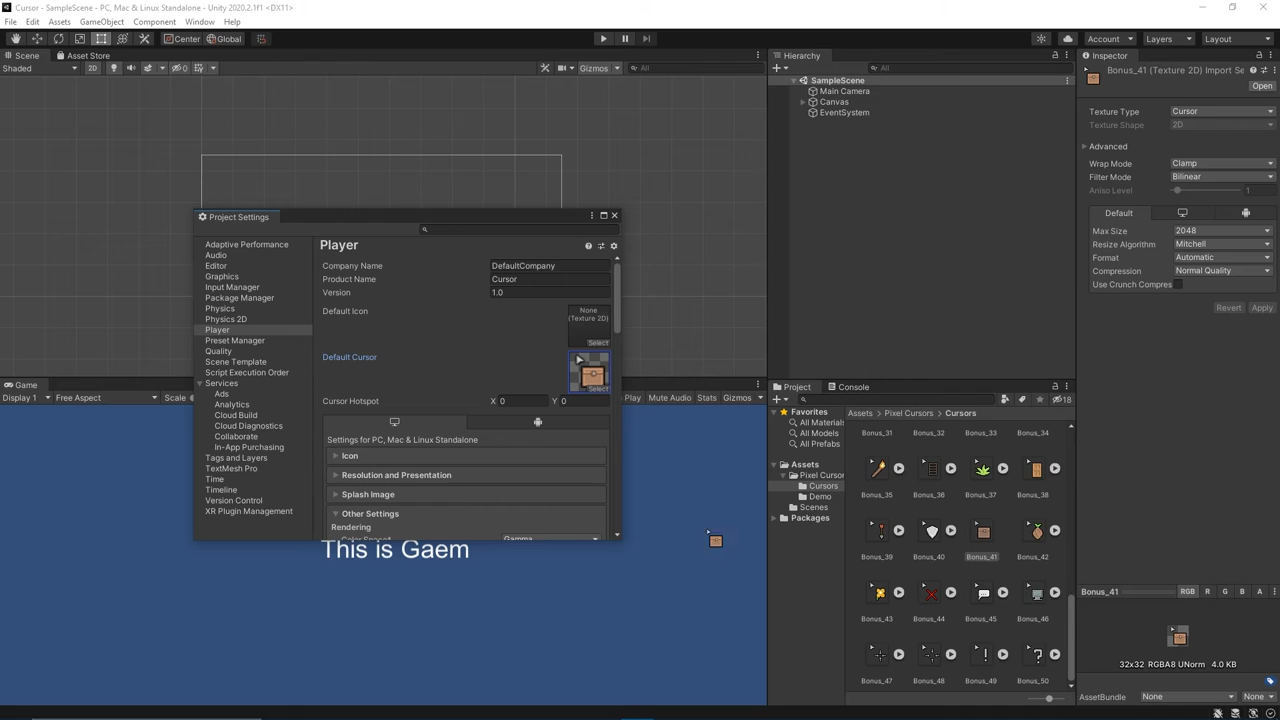 Cursor - SampleScene - PC, Mac & Linux Standalone - Unity 2020.2.1f1 <DX11>
File Edit Assets GameObject Component Window Help
Center Global
Account Layers Layout
Scene Asset Store
Shaded 2D 0 Gizmos All
Hierarchy
All
SampleScene
Main Camera
Canvas
EventSystem
Inspector
Bonus_41 (Texture 2D) Import Se
Open
Texture Type Cursor
Texture Shape 2D
Advanced
Wrap Mode Clamp
Filter Mode Bilinear
Aniso Level 1
Default
Max Size 2048
Resize Algorithm Mitchell
Format Automatic
Compression Normal Quality
Use Crunch Compres
Revert Apply
Project Settings
Adaptive Performance
Audio
Editor
Graphics
Input Manager
Package Manager
Physics
Physics 2D
Player
Preset Manager
Quality
Scene Template
Script Execution Order
Services
Ads
Analytics
Cloud Build
Cloud Diagnostics
Collaborate
In-App Purchasing
Tags and Layers
TextMesh Pro
Time
Timeline
Version Control
XR Plugin Management
Player
Company Name DefaultCompany
Product Name Cursor
Version 1.0
Default Icon
None
(Texture 2D)
Select
Default Cursor
Select
Cursor Hotspot X 0 Y 0
Settings for PC, Mac & Linux Standalone
Icon
Resolution and Presentation
Splash Image
Other Settings
Rendering
Gamma
Game
Display 1 Free Aspect Scale Play Mute Audio Stats Gizmos
This is Gaem
Project Console
18
Favorites
All Materials
All Models
All Prefabs
Assets
Pixel Cursor
Cursors
Demo
Scenes
Packages
Assets Pixel Cursors Cursors
Bonus_31 Bonus_32 Bonus_33 Bonus_34
Bonus_35 Bonus_36 Bonus_37 Bonus_38
Bonus_39 Bonus_40 Bonus_41 Bonus_42
Bonus_43 Bonus_44 Bonus_45 Bonus_46
Bonus_47 Bonus_48 Bonus_49 Bonus_50
Bonus_41 RGB R G B A
32x32 RGBA8 UNorm 4.0 KB
AssetBundle None None